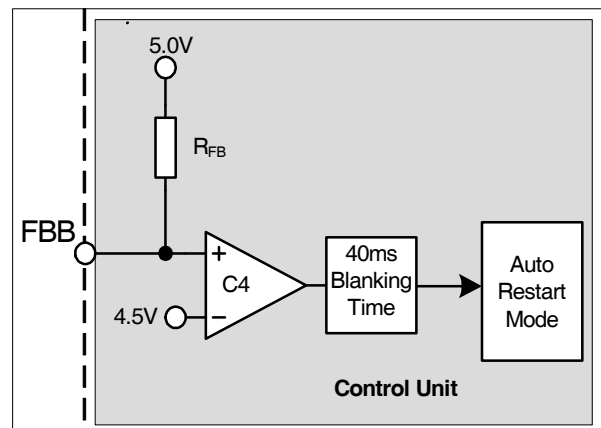 5.0V
RFB
FBB
+
C4
4.5V
−
40ms
Blanking
Time
Auto
Restart
Mode
Control Unit